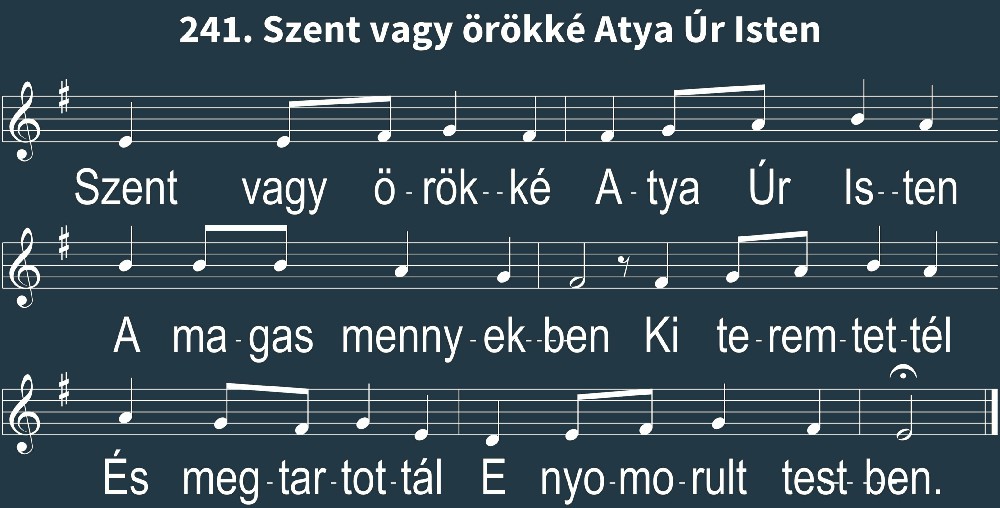 241. Szent vagy örökké Atya Úr Isten
Szent vagy ö-rök--ké A-tya Úr Is--ten
A ma-gas menny-ek--ben Ki te-rem-tet-tél
És meg-tar-tot-tál E nyo-mo-rult test-ben.